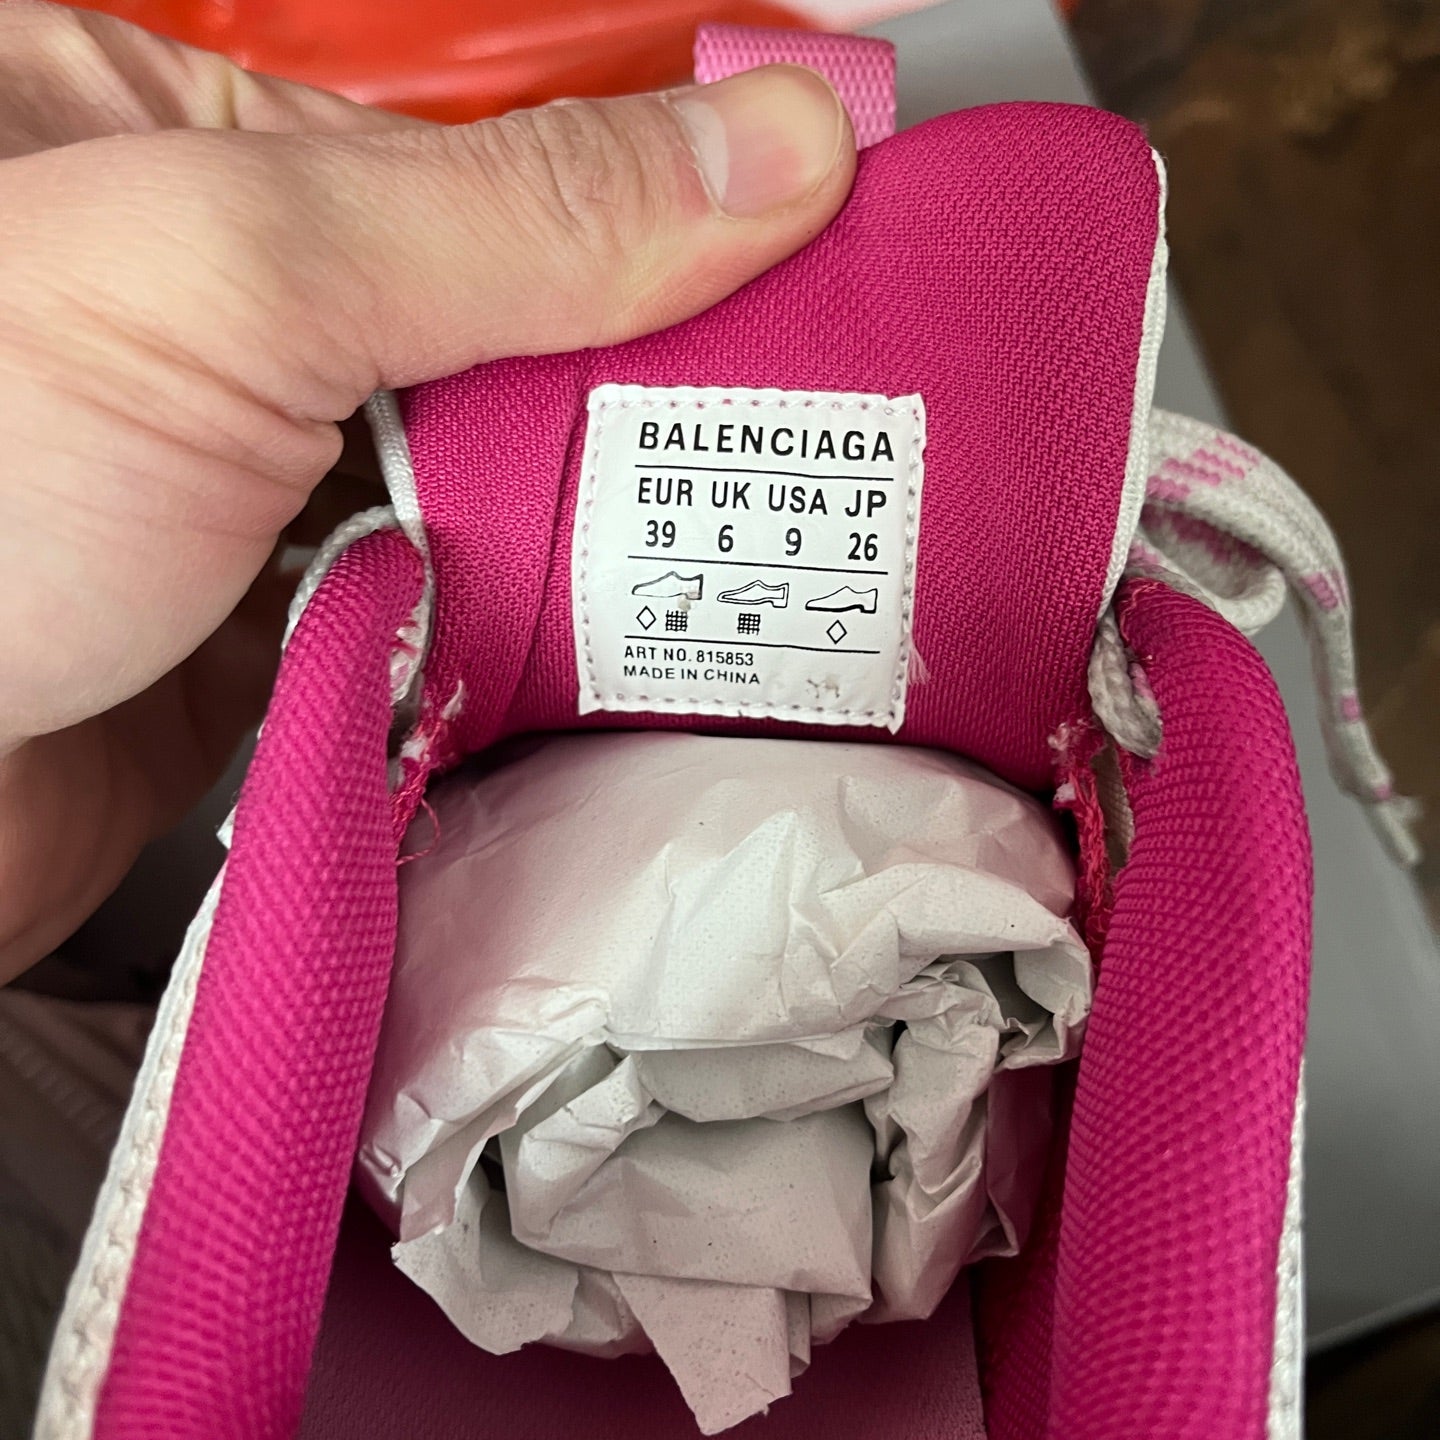 BALENCIAGA
EUR UK USA JP
39 6 9 26
ART NO. 815853
MADE IN CHINA